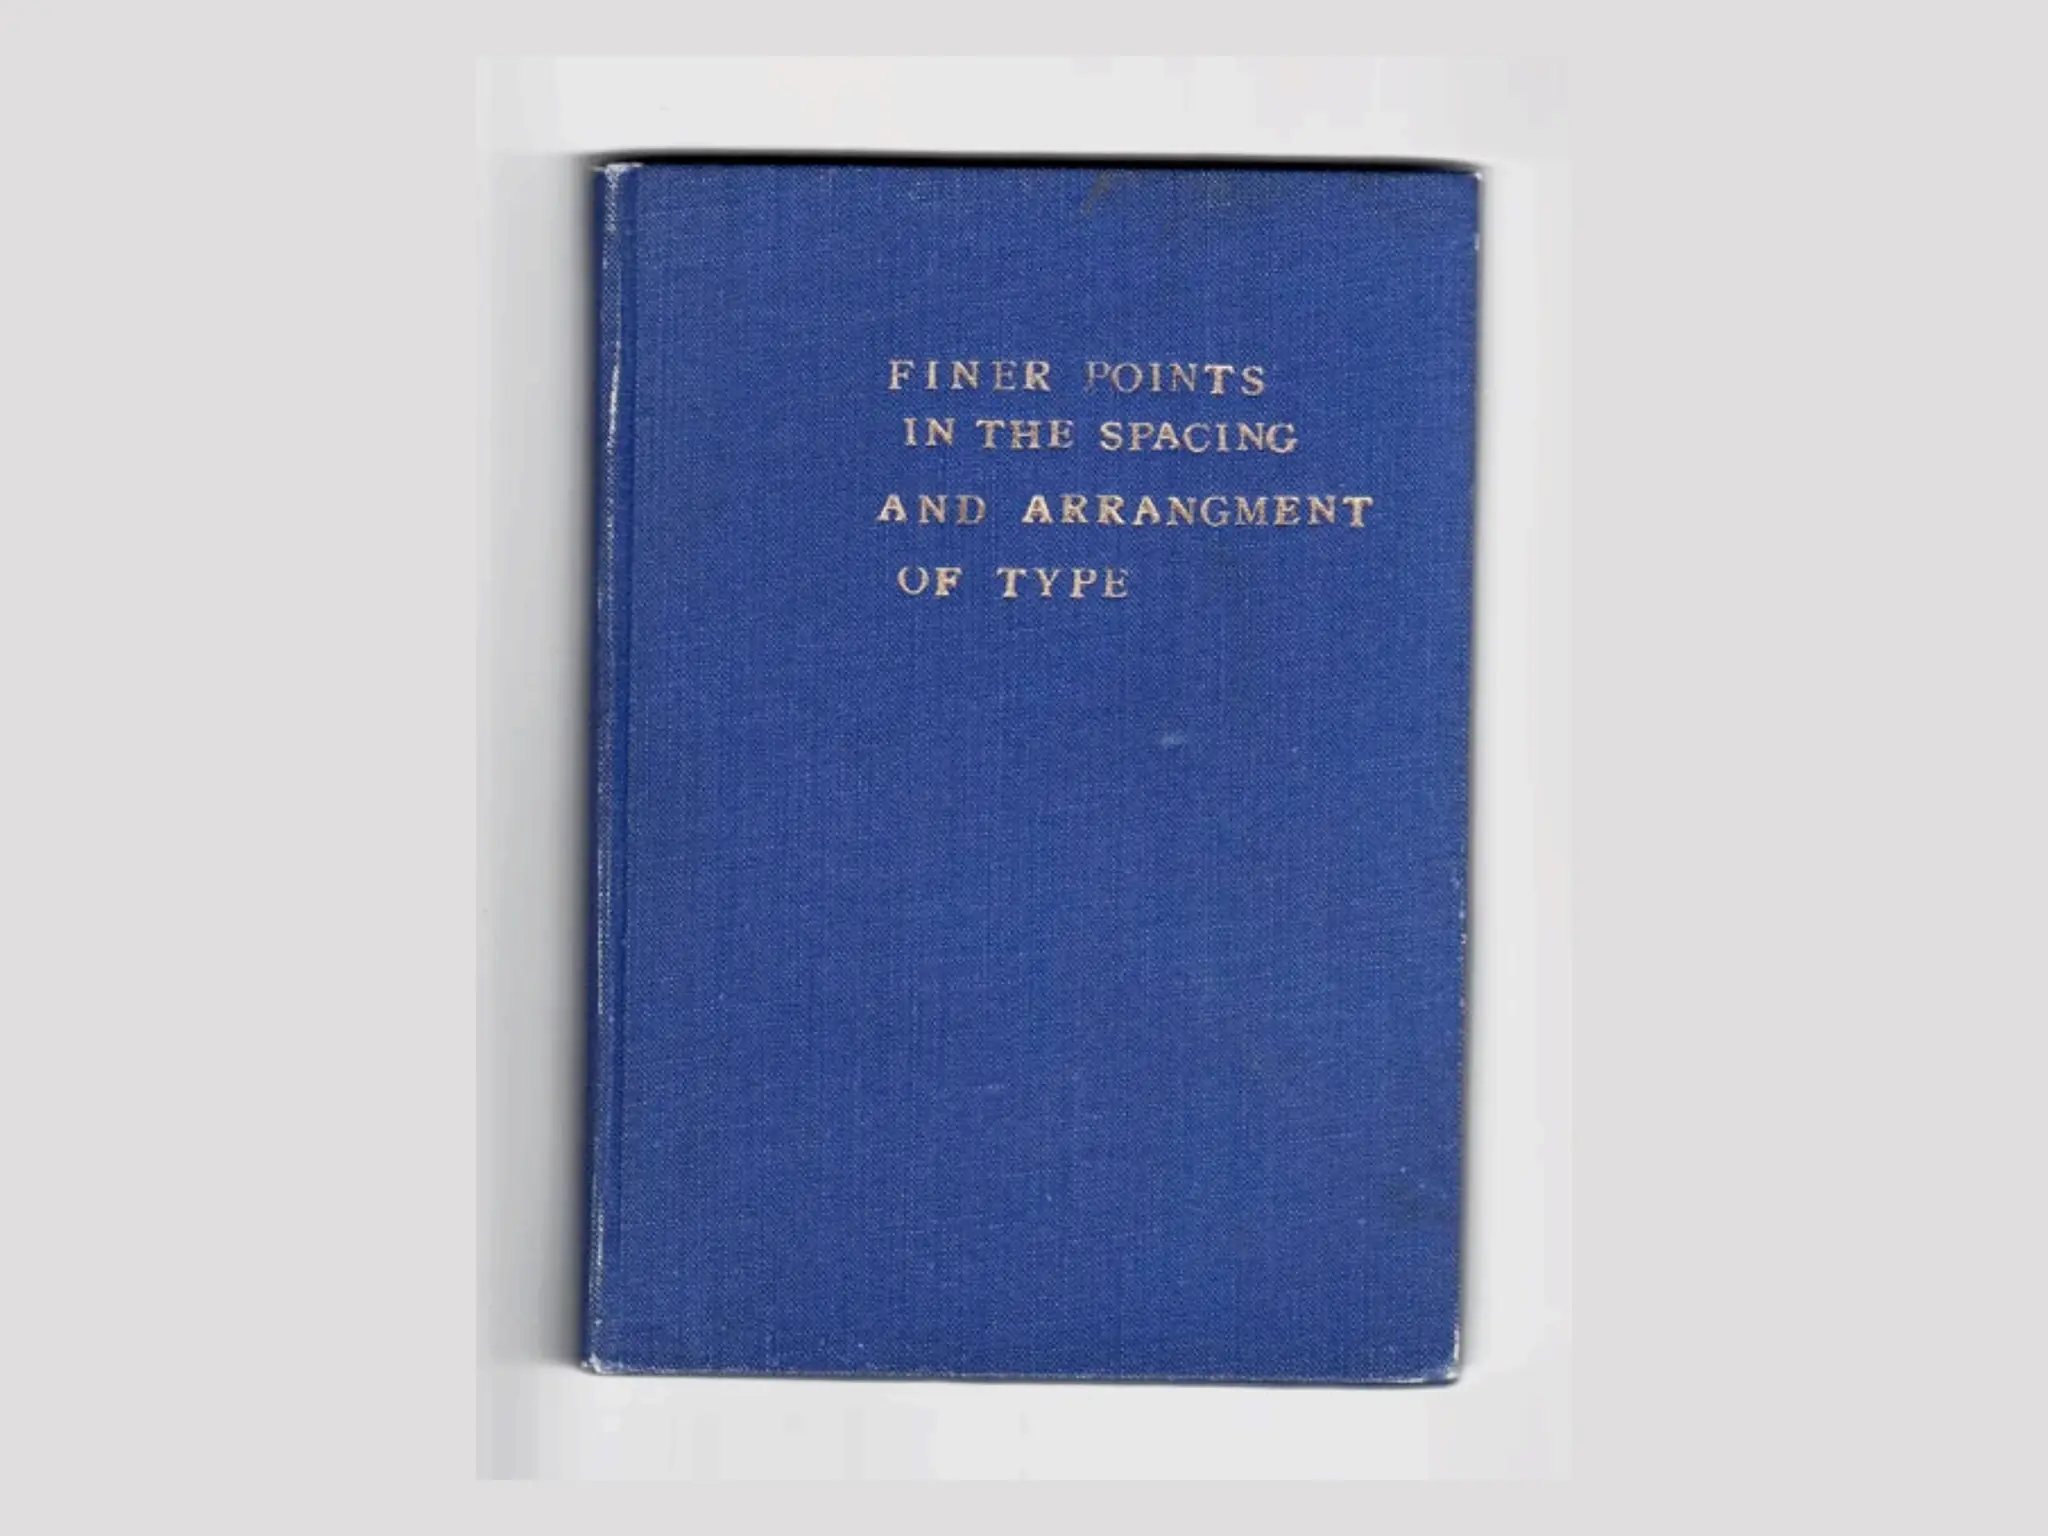 FINER POINTS
IN THE SPACING
AND ARRANGMENT
OF TYPE